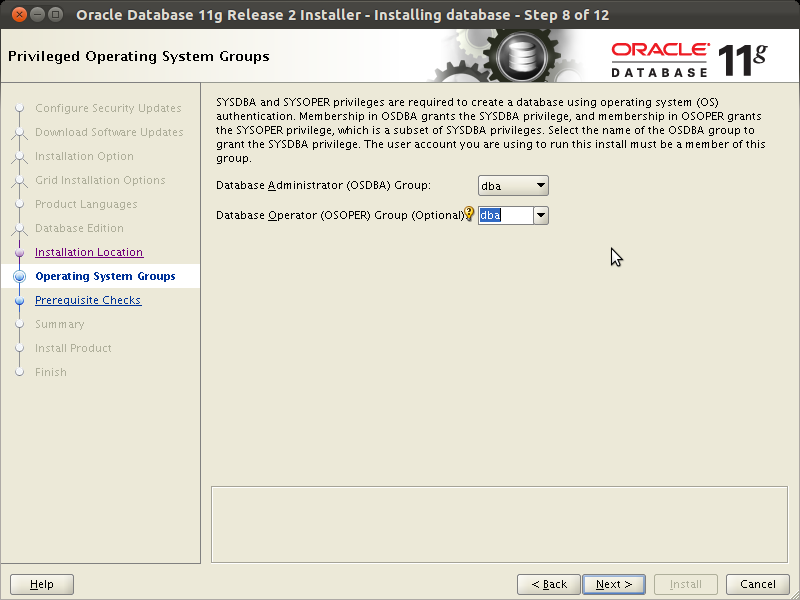 Oracle Database 11g Release 2 Installer - Installing database - Step 8 of 12
Privileged Operating System Groups
ORACLE
DATABASE
11g
Configure Security Updates
Download Software Updates
Installation Option
Grid Installation Options
Product Languages
Database Edition
Installation Location
Operating System Groups
Prerequisite Checks
Summary
Install Product
Finish
SYSDBA and SYSOPER privileges are required to create a database using operating system (OS)
authentication. Membership in OSDBA grants the SYSDBA privilege, and membership in OSOPER grants
the SYSOPER privilege, which is a subset of SYSDBA privileges. Select the name of the OSDBA group to
grant the SYSDBA privilege. The user account you are using to run this install must be a member of this
group.
Database Administrator (OSDBA) Group: dba
Database Operator (OSOPER) Group (Optional) dba
Help < Back Next > Install Cancel